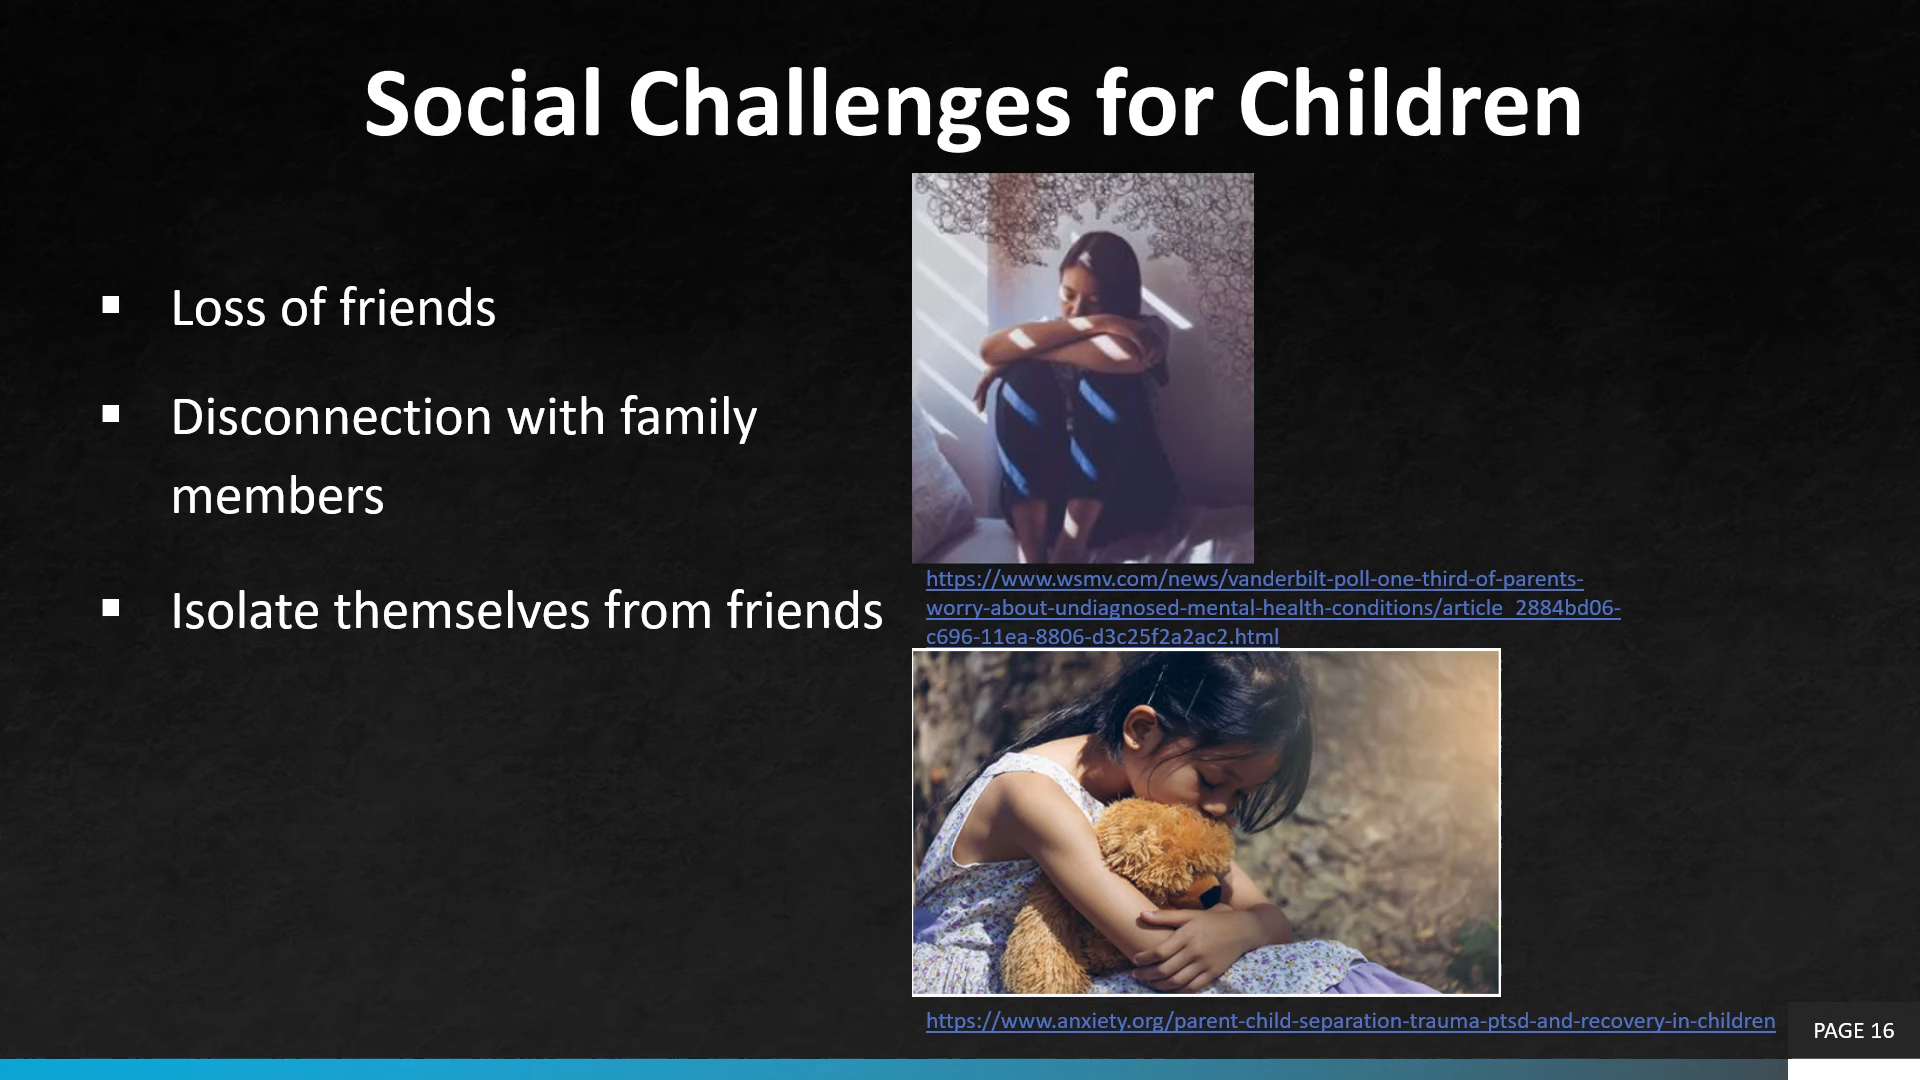 Social Challenges for Children
▪ Loss of friends
▪ Disconnection with family
members
▪ Isolate themselves from friends
https://www.wsmv.com/news/vanderbilt-poll-one-third-of-parents-
worry-about-undiagnosed-mental-health-conditions/article_2884bd06-
c696-11ea-8806-d3c25f2a2ac2.html
https://www.anxiety.org/parent-child-separation-trauma-ptsd-and-recovery-in-children
PAGE 16